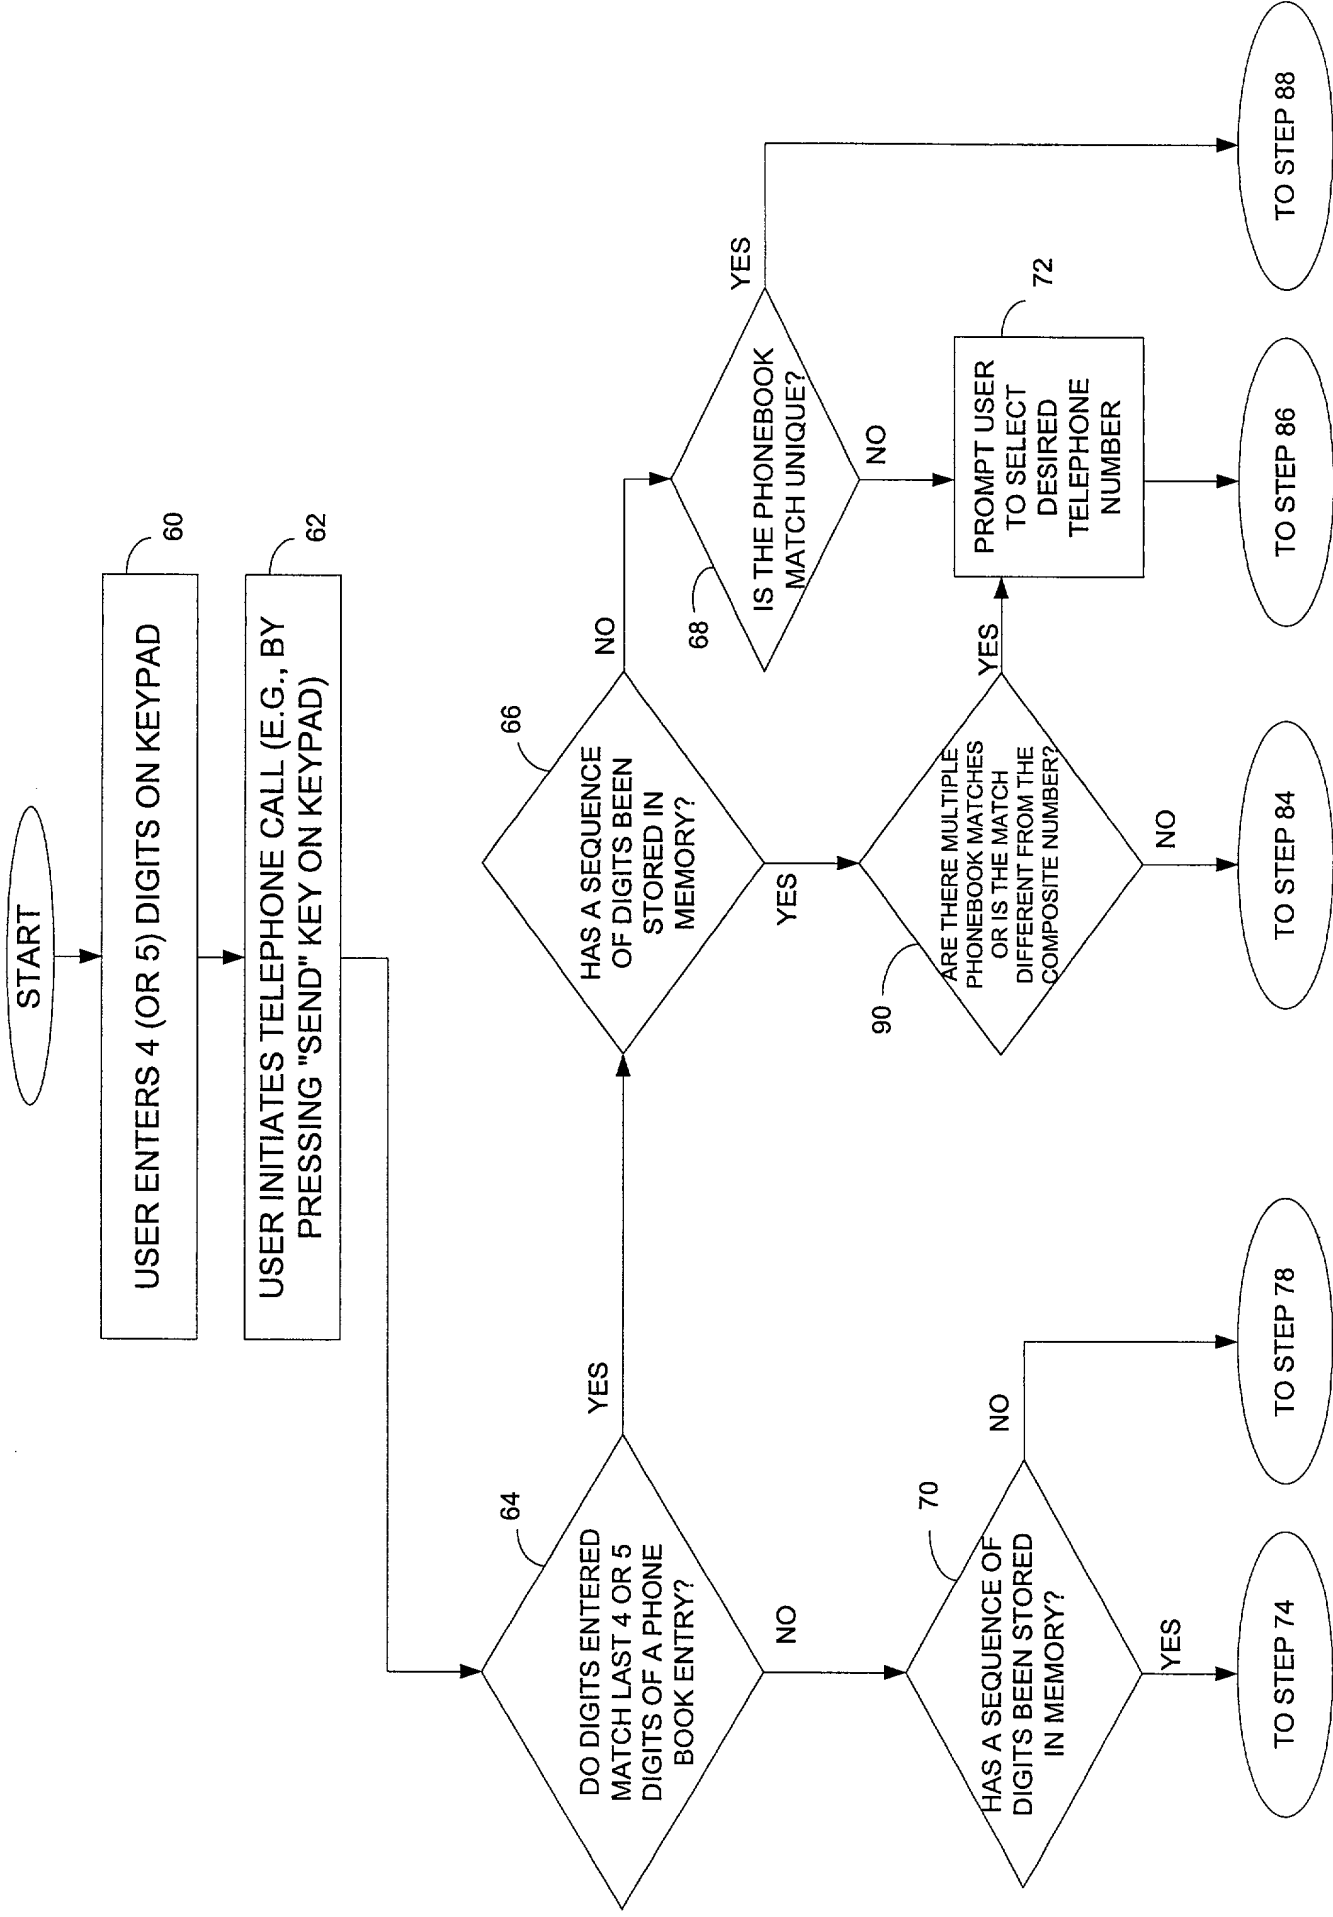 START
USER ENTERS 4 (OR 5) DIGITS ON KEYPAD
60
USER INITIATES TELEPHONE CALL (E.G., BY
PRESSING "SEND" KEY ON KEYPAD)
62
DO DIGITS ENTERED
MATCH LAST 4 OR 5
DIGITS OF A PHONE
BOOK ENTRY?
64
YES
NO
HAS A SEQUENCE
OF DIGITS BEEN
STORED IN
MEMORY?
66
NO
YES
IS THE PHONEBOOK
MATCH UNIQUE?
68
YES
NO
HAS A SEQUENCE OF
DIGITS BEEN STORED
IN MEMORY?
70
NO
YES
ARE THERE MULTIPLE
PHONEBOOK MATCHES
OR IS THE MATCH
DIFFERENT FROM THE
COMPOSITE NUMBER?
90
YES
NO
PROMPT USER
TO SELECT
DESIRED
TELEPHONE
NUMBER
72
TO STEP 74
TO STEP 78
TO STEP 84
TO STEP 86
TO STEP 88